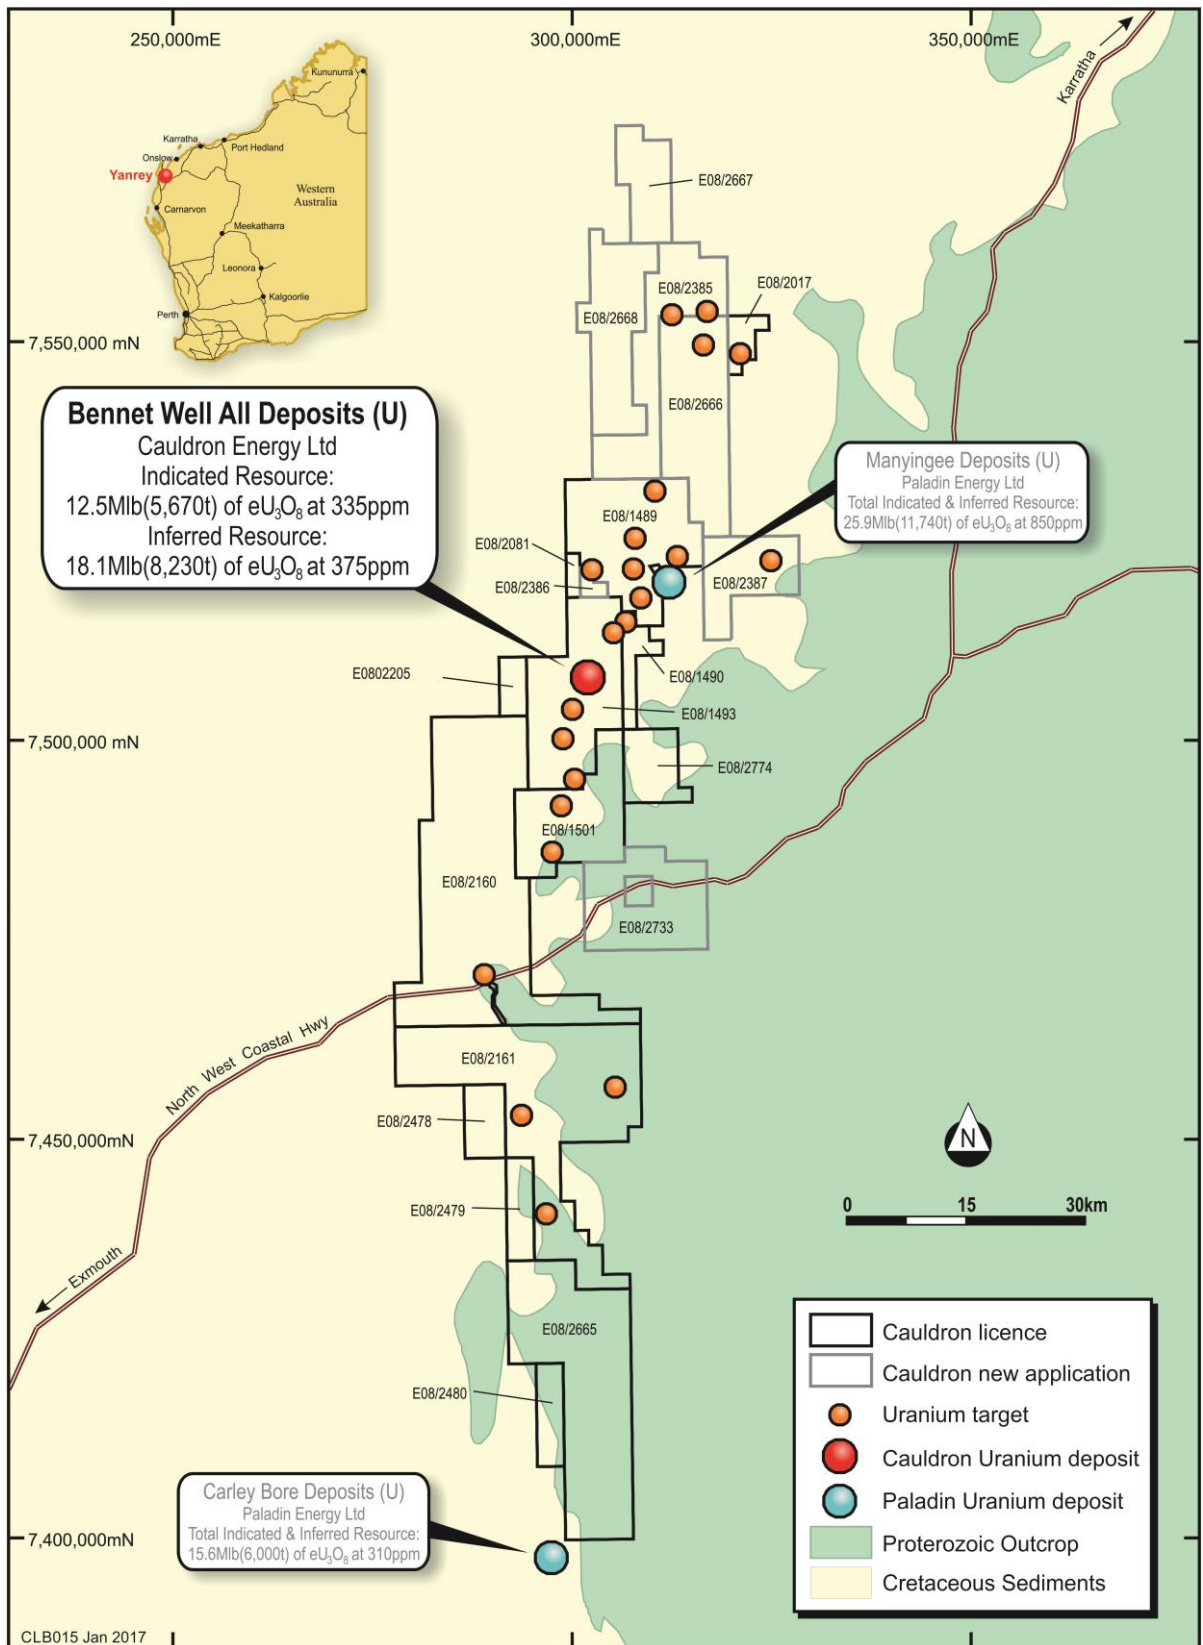 250,000mE
300,000mE
350,000mE
Karratha
Kununurra
Karratha
Port Hedland
Onslow
Yanrey
Carnarvon
Western
Australia
Meekatharra
Leonora
Kalgoorlie
Perth
E08/2667
E08/2385
E08/2017
E08/2668
7,550,000 mN
E08/2666
Bennet Well All Deposits (U)
Cauldron Energy Ltd
Indicated Resource:
12.5Mlb(5,670t) of eU₃O₈ at 335ppm
Inferred Resource:
18.1Mlb(8,230t) of eU₃O₈ at 375ppm
Manyingee Deposits (U)
Paladin Energy Ltd
Total Indicated & Inferred Resource:
25.9Mlb(11,740t) of eU₃O₈ at 850ppm
E08/1489
E08/2081
E08/2386
E08/2387
E0802205
E08/1490
E08/1493
7,500,000 mN
E08/2774
E08/1501
E08/2160
E08/2733
North West Coastal Hwy
E08/2161
E08/2478
7,450,000mN
N
E08/2479
0 15 30km
Exmouth
E08/2665
E08/2480
Carley Bore Deposits (U)
Paladin Energy Ltd
Total Indicated & Inferred Resource:
15.6Mlb(6,000t) of eU₃O₈ at 310ppm
7,400,000mN
Cauldron licence
Cauldron new application
Uranium target
Cauldron Uranium deposit
Paladin Uranium deposit
Proterozoic Outcrop
Cretaceous Sediments
CLB015 Jan 2017